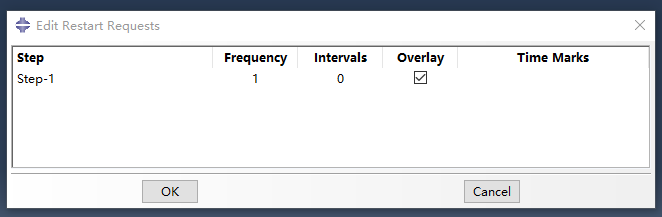 Edit Restart Requests
Step Frequency Intervals Overlay Time Marks
Step-1 1 0
OK Cancel